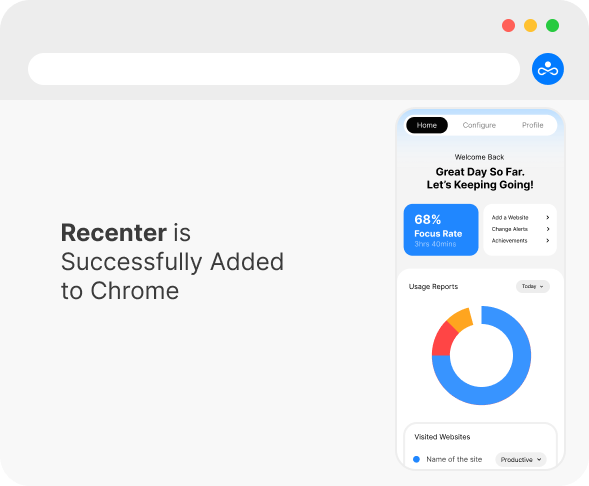 Home Configure Profile
Welcome Back
Great Day So Far.
Let's Keeping Going!
68%
Focus Rate
3hrs 40mins
Add a Website
Change Alerts
Achievements
Recenter is
Successfully Added
to Chrome
Usage Reports Today
Visited Websites
Name of the site Productive